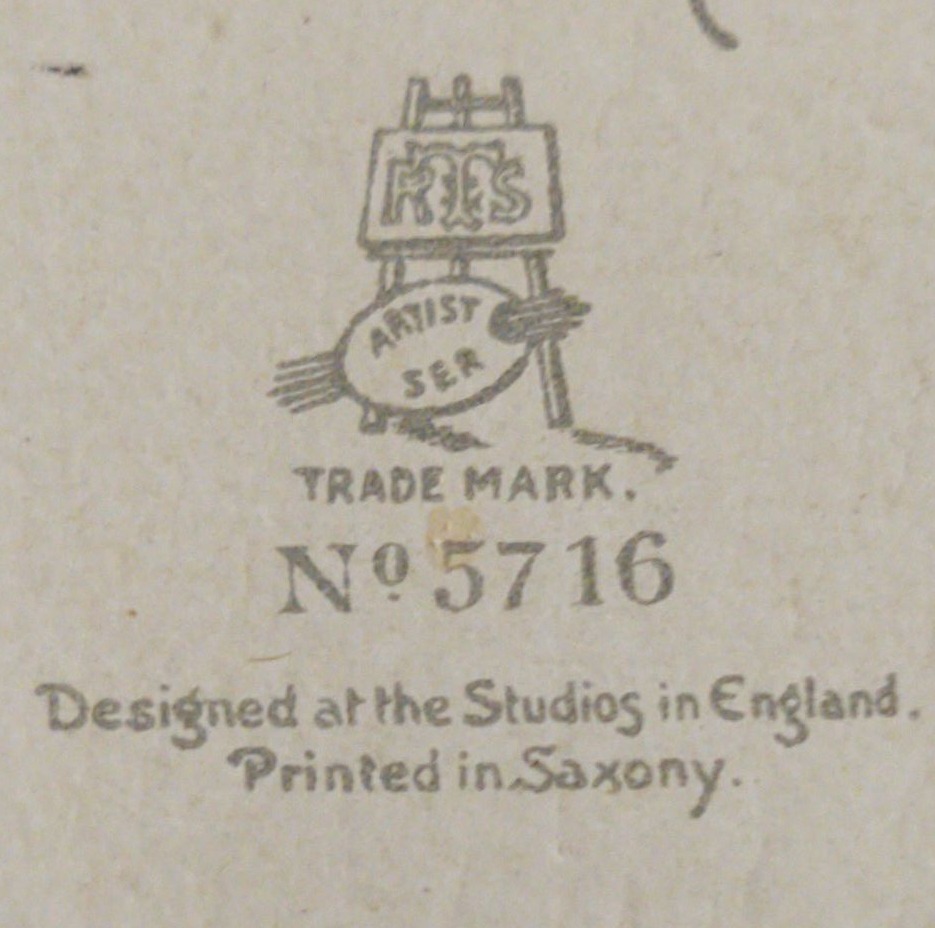 RTS
ARTIST
SER
TRADE MARK.
Nº 5716
Designed at the Studios in England.
Printed in Saxony.